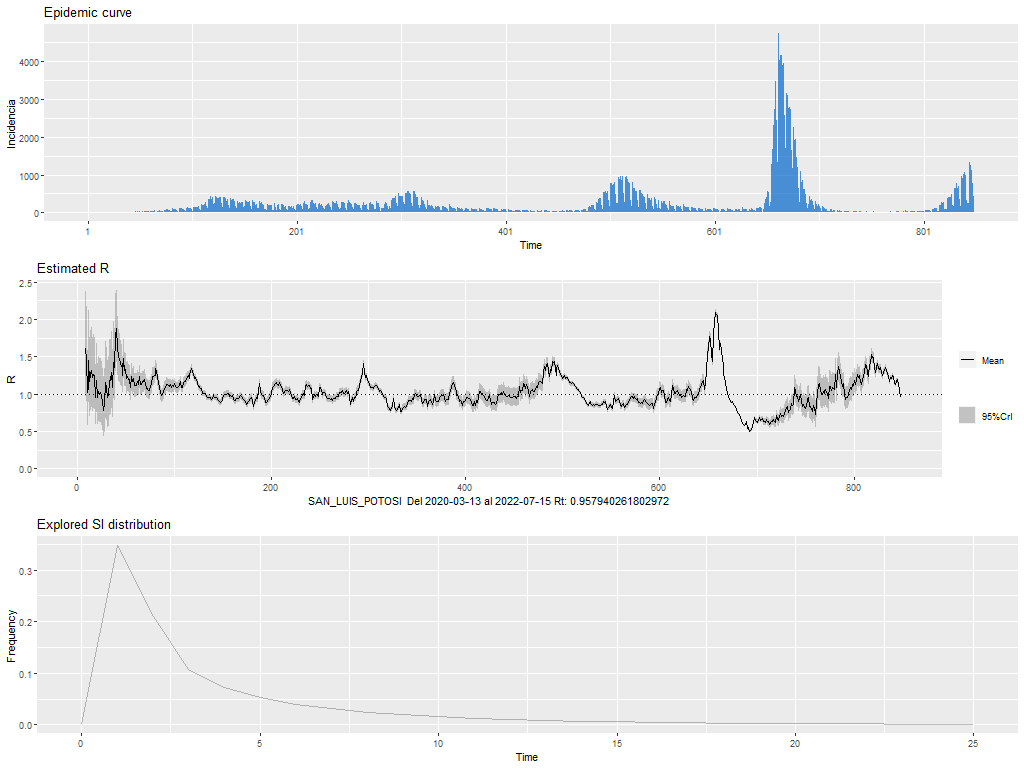 Epidemic curve
4000
3000
2000
1000
0
Incidencia
1 201 401 601 801
Time
Estimated R
2.5
2.0
1.5
1.0
0.5
0.0
R
Mean
95%CrI
0 200 400 600 800
SAN_LUIS_POTOSI Del 2020-03-13 al 2022-07-15 Rt: 0.957940261802972
Explored SI distribution
0.3
0.2
0.1
0.0
Frequency
0 5 10 15 20 25
Time